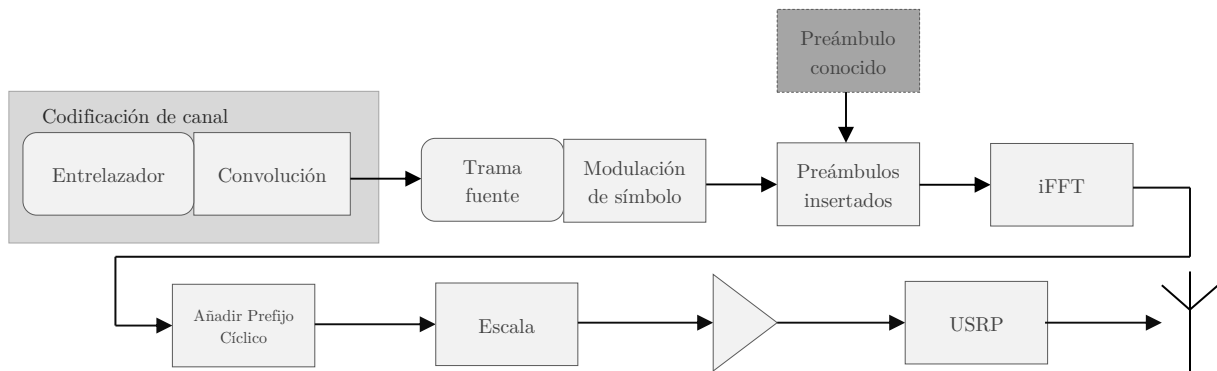 Preámbulo
conocido
Codificación de canal
Entrelazador
Convolución
Trama
fuente
Modulación
de símbolo
Preámbulos
insertados
iFFT
Añadir Prefijo
Cíclico
Escala
USRP